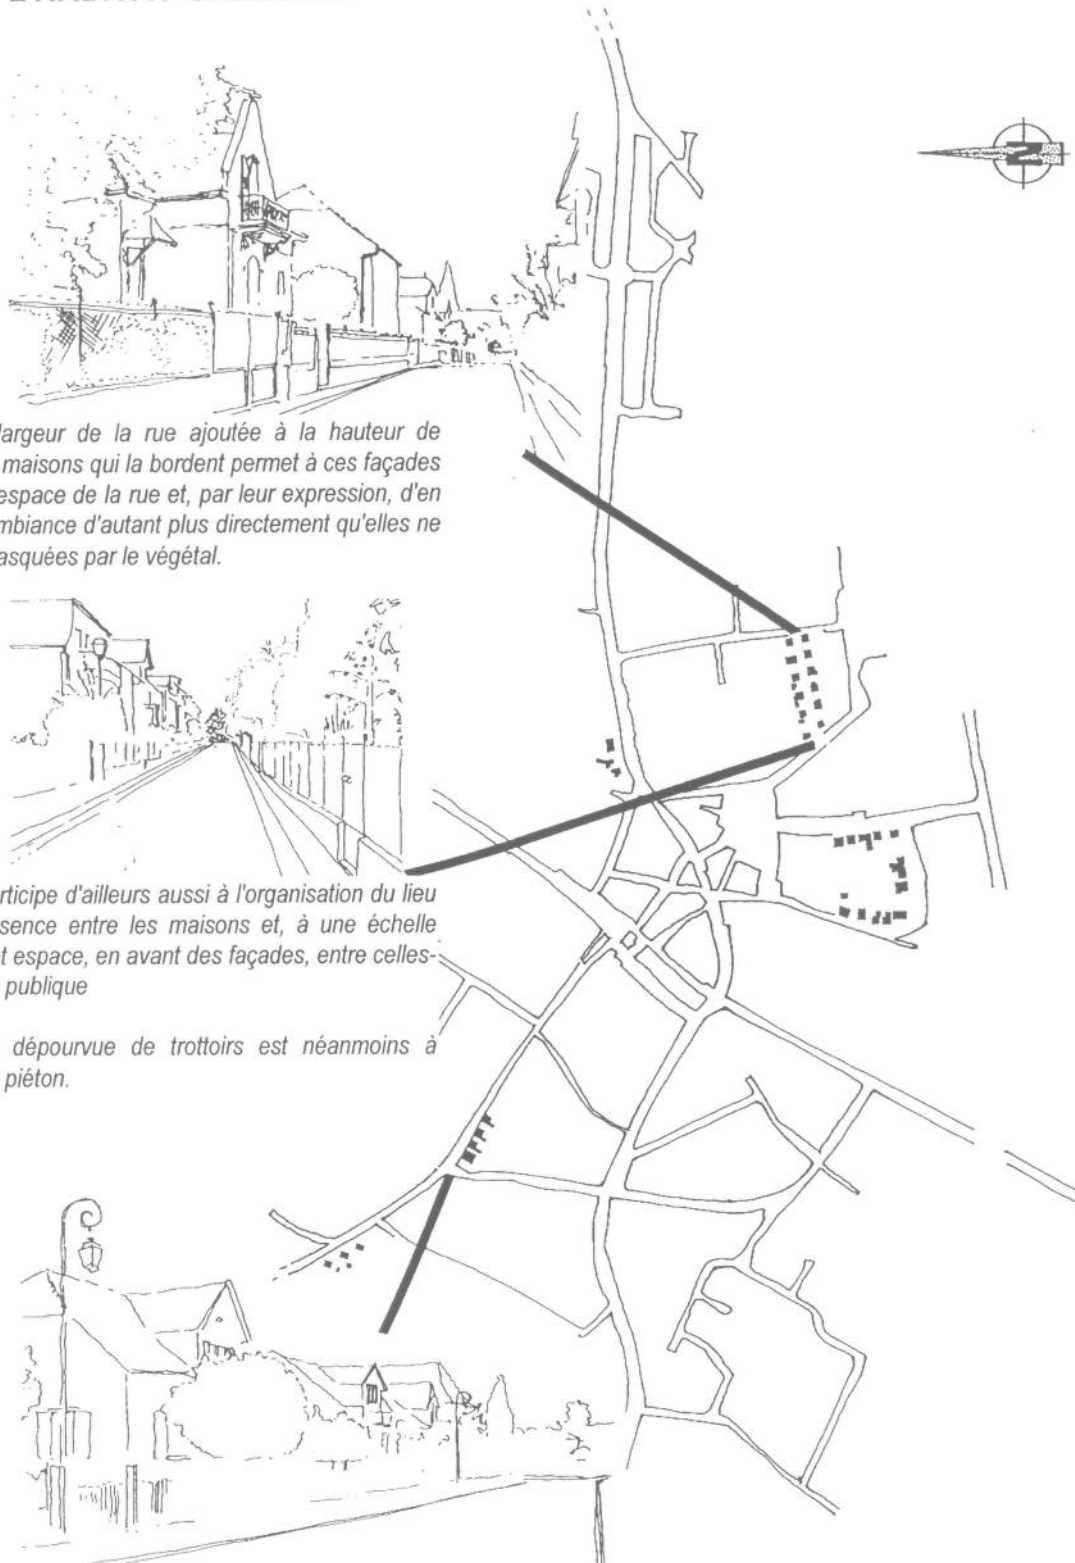 largeur de la rue ajoutée à la hauteur de
maisons qui la bordent permet à ces façades
espace de la rue et, par leur expression, d'en
mbiance d'autant plus directement qu'elles ne
asquées par le végétal.
N
rticipe d'ailleurs aussi à l'organisation du lieu
sence entre les maisons et, à une échelle
t espace, en avant des façades, entre celles-
publique
dépourvue de trottoirs est néanmoins à
piéton.